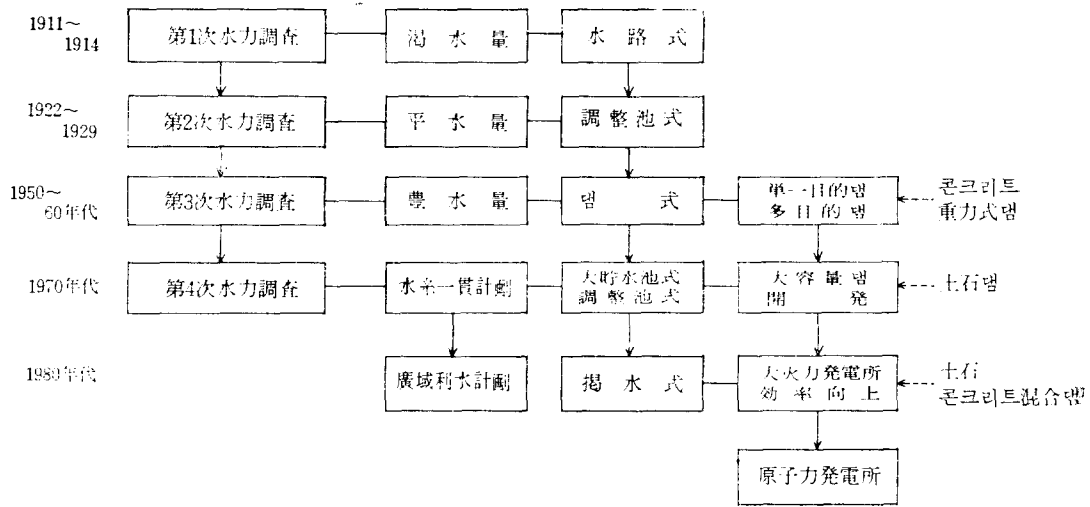 1911~
1914
第1次水力調査
渇水量
水路式
1922~
1929
第2次水力調査
平水量
調整池式
1950~
60年代
第3次水力調査
豊水量
댐式
単一目的댐
多目的댐
콘크리트
重力式댐
1970年代
第4次水力調査
水系一貫計劃
大貯水池式
調整池式
大容量댐
開発
土石댐
1980年代
廣域利水計劃
揭水式
大火力発電所
効率向上
土石
콘크리트混合댐
原子力発電所